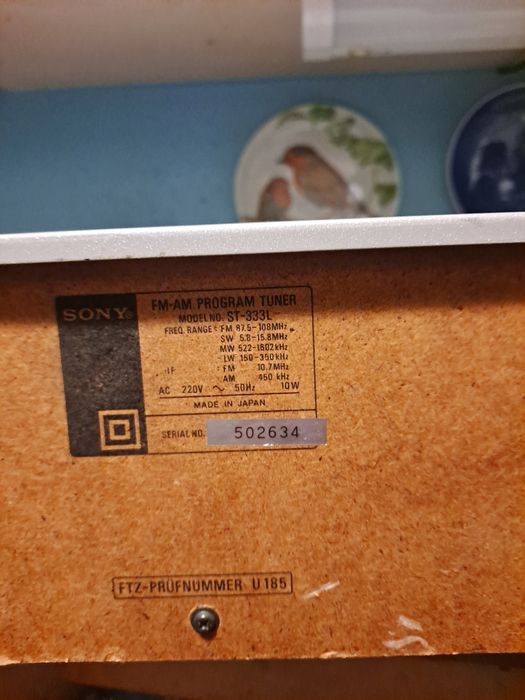 SONY®
FM-AM PROGRAM TUNER
MODEL NO. ST-333L
FREQ. RANGE: FM 87.5-108MHz
SW 5.8-15.8MHz
MW 522-1602kHz
LW 150-350kHz
IF: FM 10.7MHz
AM 450 kHz
AC 220V ~ 50Hz 10W
MADE IN JAPAN
SERIAL NO. 502634
FTZ-PRÜFNUMMER U 185